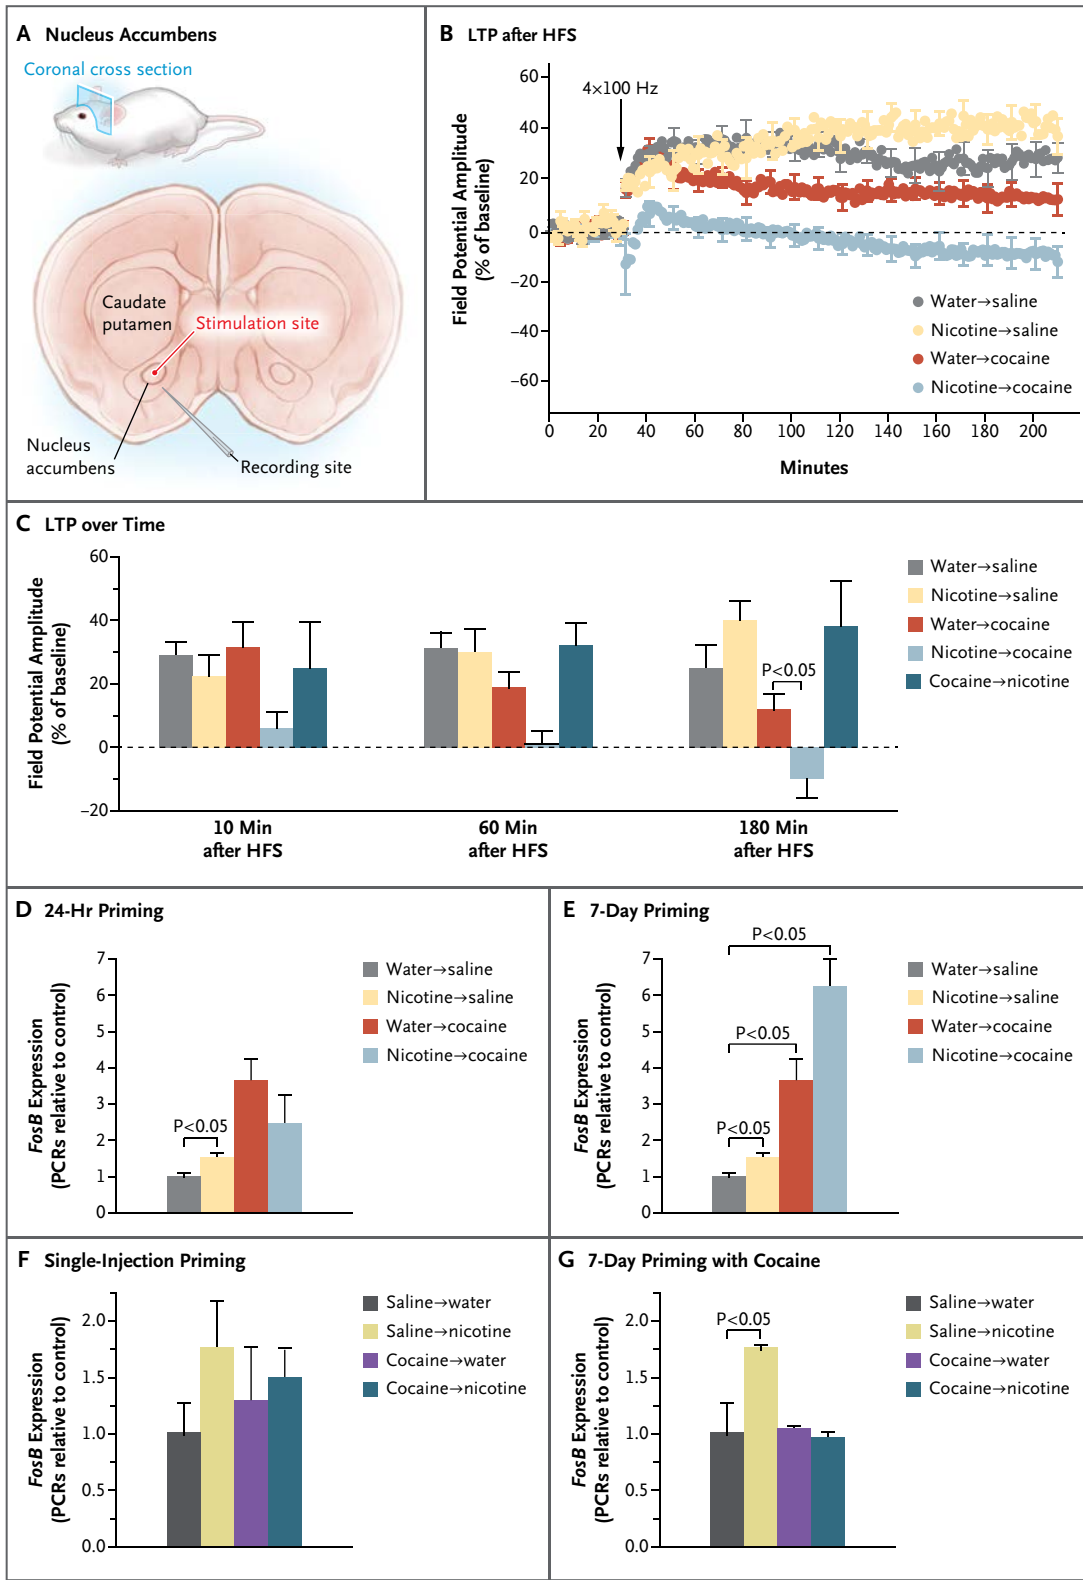 A Nucleus Accumbens
Coronal cross section
Caudate
putamen
Stimulation site
Nucleus
accumbens
Recording site
B LTP after HFS
Field Potential Amplitude
(% of baseline)
60
40
20
0
−20
−40
−60
4×100 Hz
Water→saline
Nicotine→saline
Water→cocaine
Nicotine→cocaine
0 20 40 60 80 100 120 140 160 180 200
Minutes
C LTP over Time
Field Potential Amplitude
(% of baseline)
60
40
20
0
−20
P<0.05
10 Min
after HFS
60 Min
after HFS
180 Min
after HFS
Water→saline
Nicotine→saline
Water→cocaine
Nicotine→cocaine
Cocaine→nicotine
D 24-Hr Priming
FosB Expression
(PCRs relative to control)
7
6
5
4
3
2
1
0
P<0.05
Water→saline
Nicotine→saline
Water→cocaine
Nicotine→cocaine
E 7-Day Priming
FosB Expression
(PCRs relative to control)
7
6
5
4
3
2
1
0
P<0.05
P<0.05
P<0.05
Water→saline
Nicotine→saline
Water→cocaine
Nicotine→cocaine
F Single-Injection Priming
FosB Expression
(PCRs relative to control)
2.0
1.5
1.0
0.5
0.0
Saline→water
Saline→nicotine
Cocaine→water
Cocaine→nicotine
G 7-Day Priming with Cocaine
FosB Expression
(PCRs relative to control)
2.0
1.5
1.0
0.5
0.0
P<0.05
Saline→water
Saline→nicotine
Cocaine→water
Cocaine→nicotine